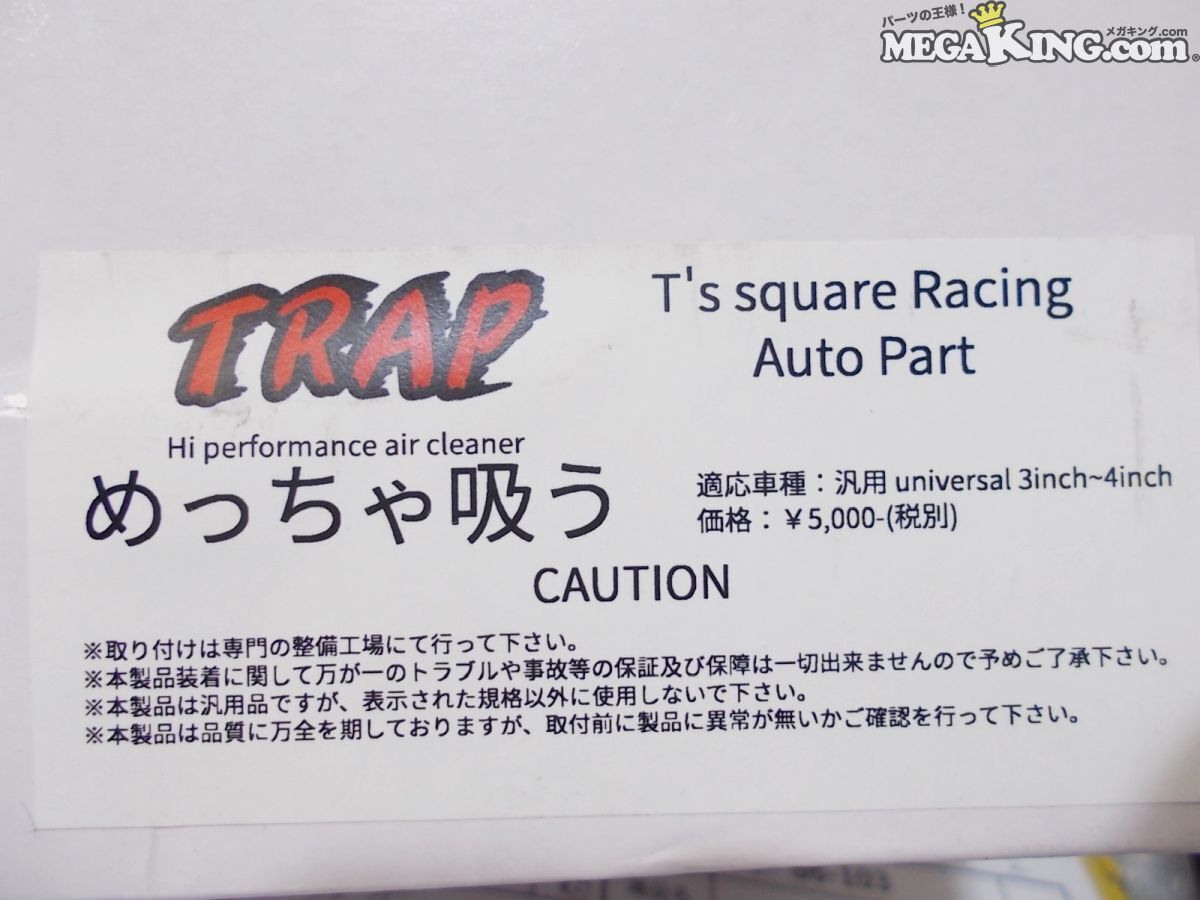 パーツの王様！
メガキング.com
MEGAKING.com®
TRAP
T's square Racing
Auto Part
Hi performance air cleaner
めっちゃ吸う
適応車種：汎用 universal 3inch~4inch
価格：￥5,000-(税別)
CAUTION
※取り付けは専門の整備工場にて行って下さい。
※本製品装着に関して万が一のトラブルや事故等の保証及び保障は一切出来ませんので予めご了承下さい。
※本製品は汎用品ですが、表示された規格以外に使用しないで下さい。
※本製品は品質に万全を期しておりますが、取付前に製品に異常が無いかご確認を行って下さい。